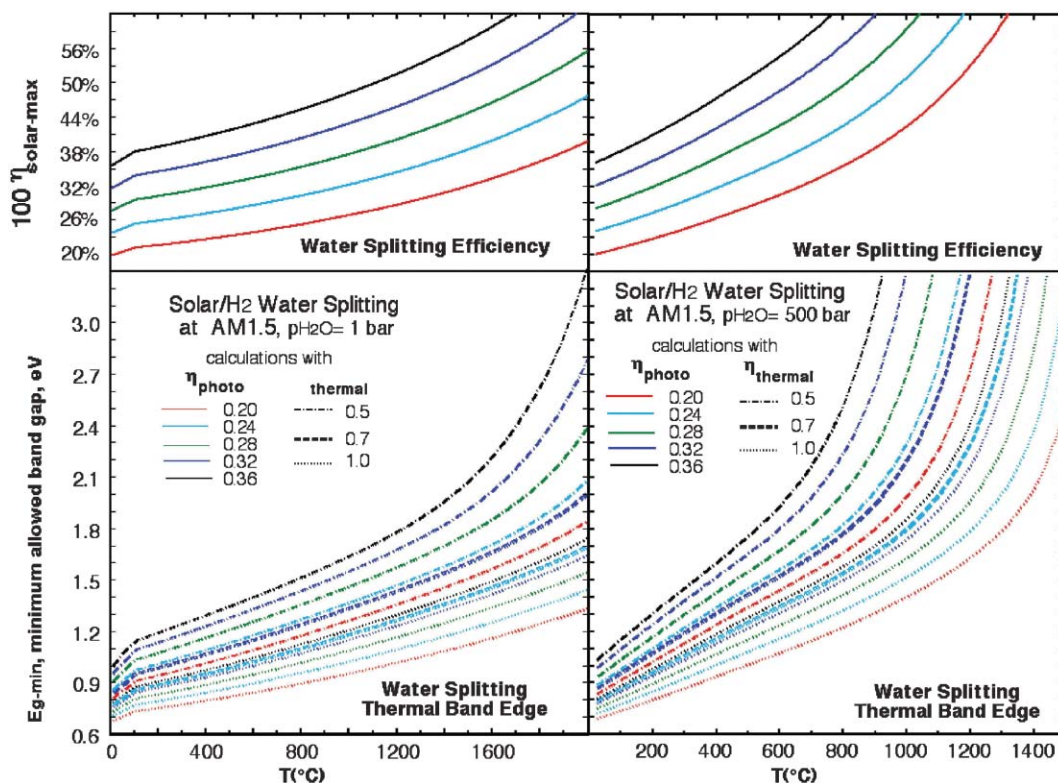 100 ηsolar-max
56%
50%
44%
38%
32%
26%
20%
Water Splitting Efficiency
Water Splitting Efficiency
Eg-min, minimum allowed band gap, eV
3.0
2.7
2.4
2.1
1.8
1.5
1.2
0.9
0.6
Solar/H2 Water Splitting
at AM1.5, pH2O= 1 bar
calculations with
ηphoto thermal
0.20 0.5
0.24
0.28 0.7
0.32 1.0
0.36
Water Splitting
Thermal Band Edge
Solar/H2 Water Splitting
at AM1.5, pH2O= 500 bar
calculations with
ηphoto ηthermal
0.20 0.5
0.24
0.28 0.7
0.32 1.0
0.36
Water Splitting
Thermal Band Edge
0 400 800 1200 1600
T(°C)
200 400 600 800 1000 1200 1400
T(°C)